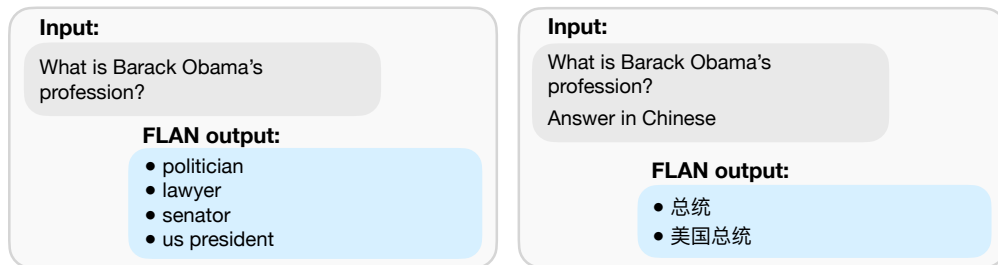 Input:
What is Barack Obama's
profession?
FLAN output:
• politician
• lawyer
• senator
• us president
Input:
What is Barack Obama's
profession?
Answer in Chinese
FLAN output:
• 总统
• 美国总统